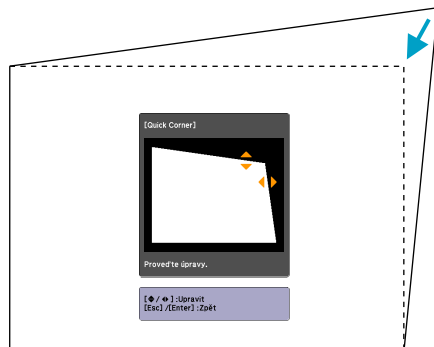 [Quick Corner]
Proveďte úpravy.
[ / ] :Upravit
[Esc] /[Enter] :Zpět